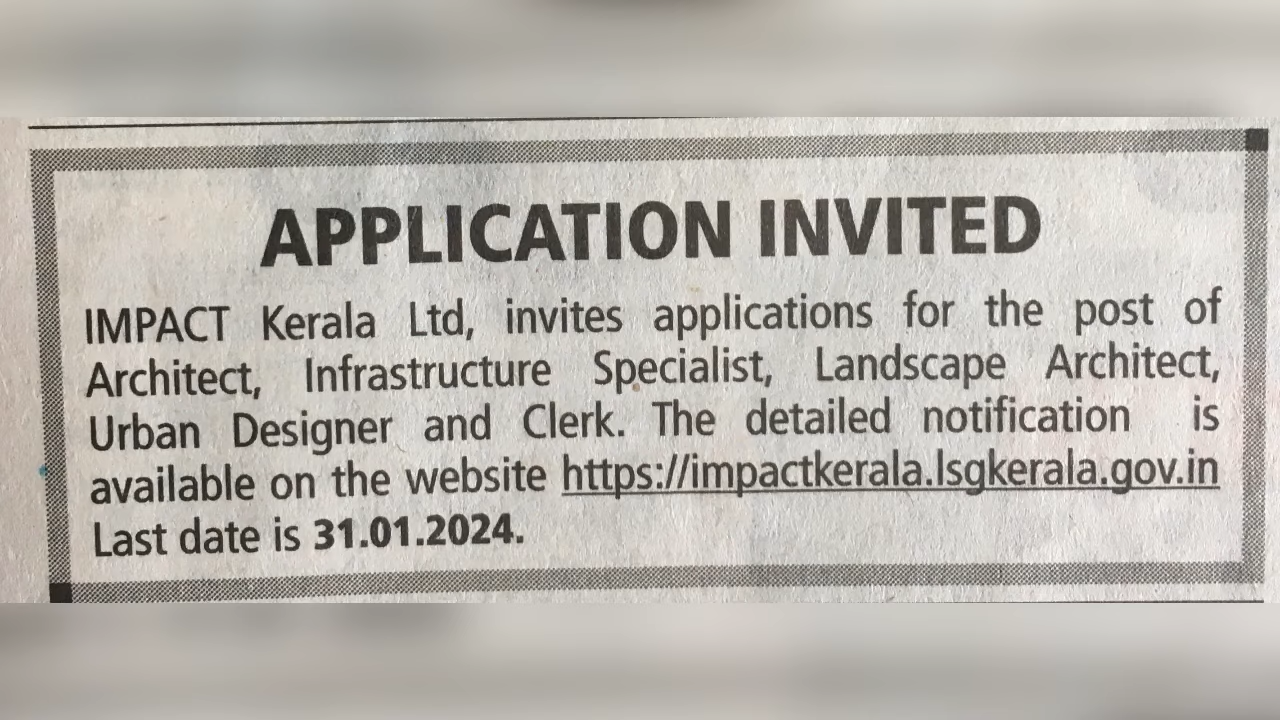 APPLICATION INVITED
IMPACT Kerala Ltd, invites applications for the post of
Architect, Infrastructure Specialist, Landscape Architect,
Urban Designer and Clerk. The detailed notification is
available on the website https://impactkerala.lsgkerala.gov.in
Last date is 31.01.2024.